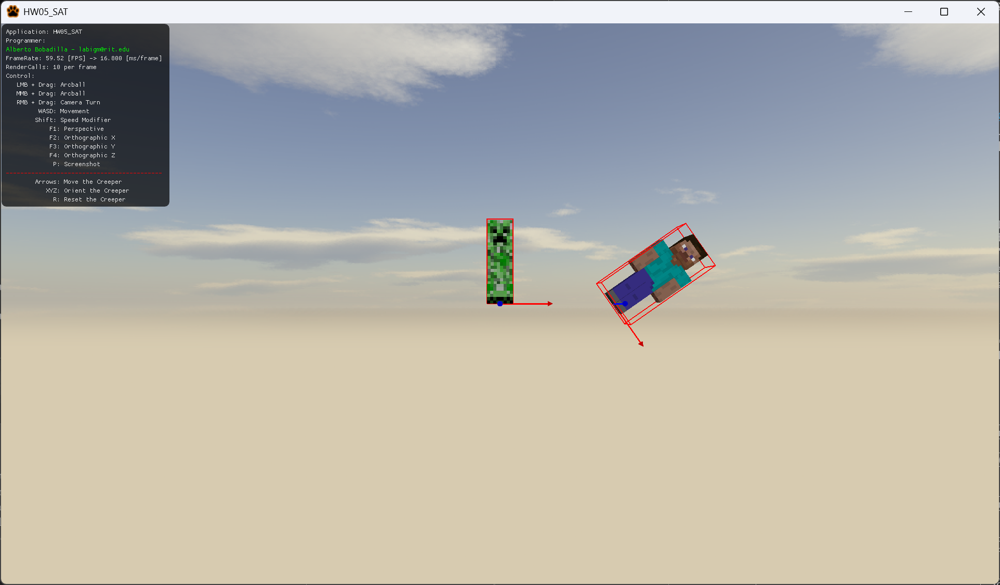 HW05_SAT
Application: HW05_SAT
Programmer:
Alberto Bobadilla - labigm@rit.edu
FrameRate: 59.52 [FPS] -> 16.800 [ms/frame]
RenderCalls: 10 per frame
Control:
LMB + Drag: Arcball
MMB + Drag: Arcball
RMB + Drag: Camera Turn
WASD: Movement
Shift: Speed Modifier
F1: Perspective
F2: Orthographic X
F3: Orthographic Y
F4: Orthographic Z
P: Screenshot
Arrows: Move the Creeper
XYZ: Orient the Creeper
R: Reset the Creeper